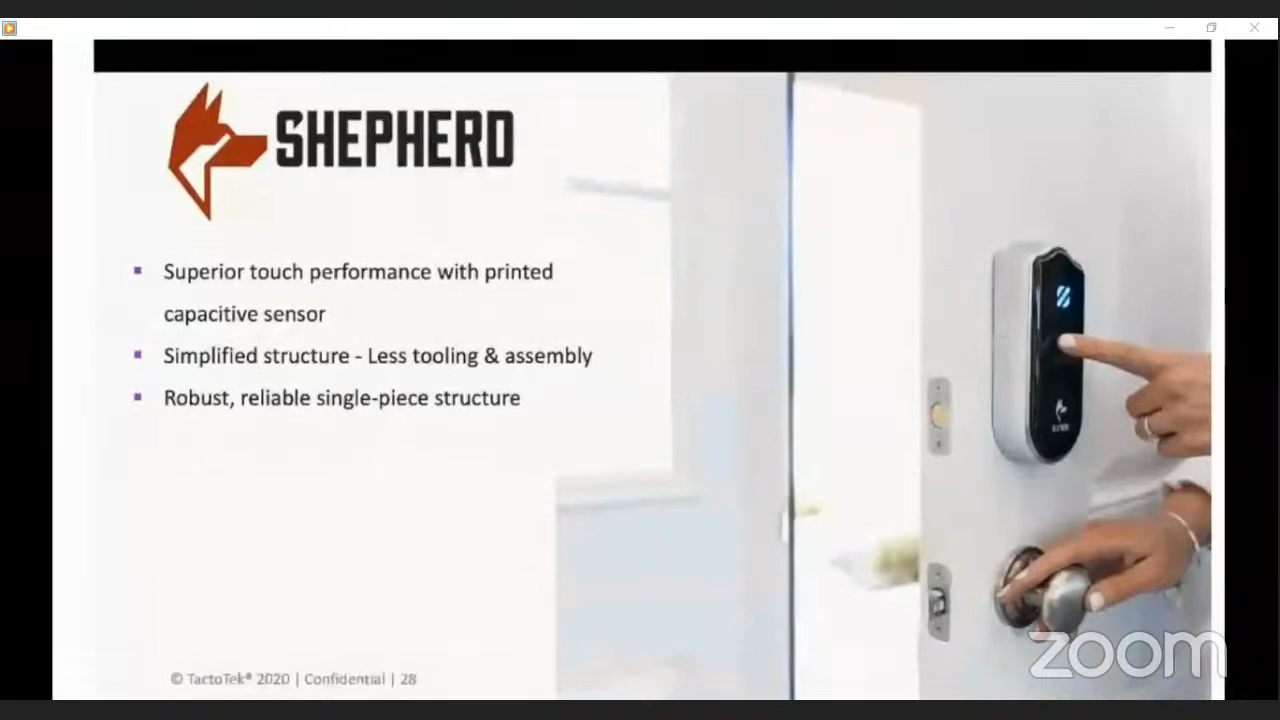 SHEPHERD
▪ Superior touch performance with printed
capacitive sensor
▪ Simplified structure - Less tooling & assembly
▪ Robust, reliable single-piece structure
© TactoTek® 2020 | Confidential | 28
zoom